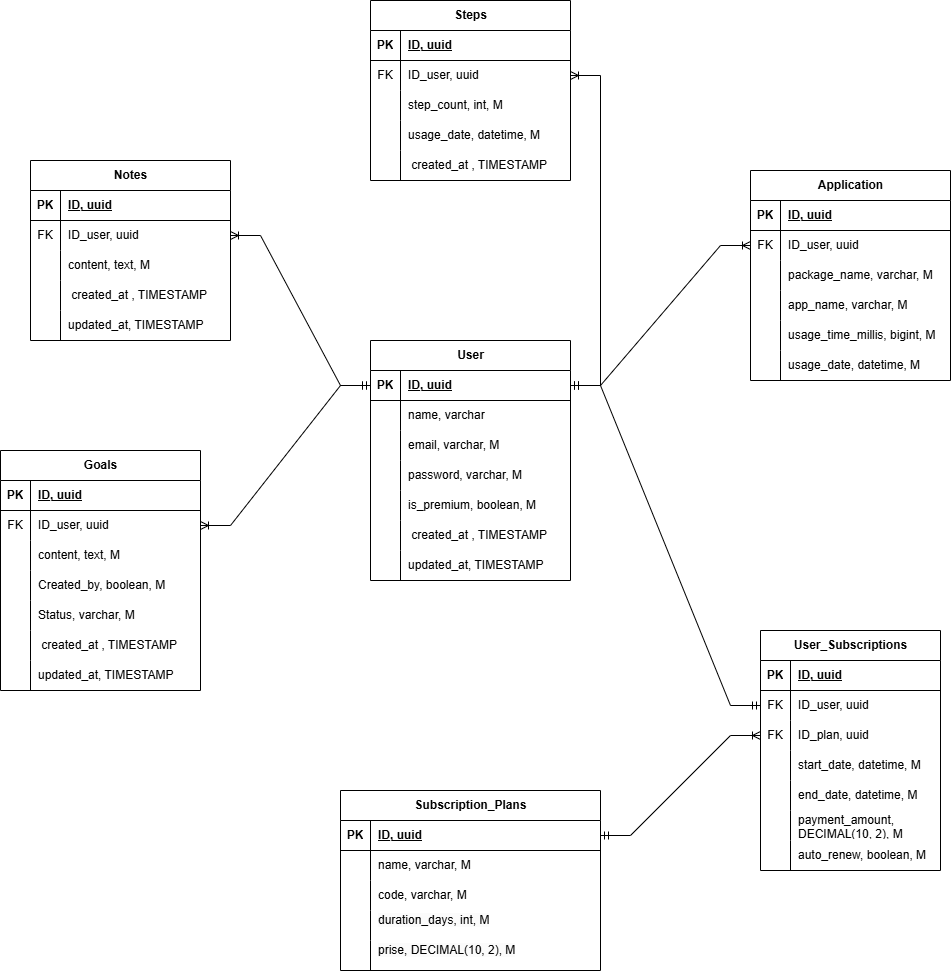 Steps
PK ID, uuid
FK ID_user, uuid
step_count, int, M
usage_date, datetime, M
created_at , TIMESTAMP
Notes
PK ID, uuid
FK ID_user, uuid
content, text, M
created_at , TIMESTAMP
updated_at, TIMESTAMP
Application
PK ID, uuid
FK ID_user, uuid
package_name, varchar, M
app_name, varchar, M
usage_time_millis, bigint, M
usage_date, datetime, M
User
PK ID, uuid
name, varchar
email, varchar, M
password, varchar, M
is_premium, boolean, M
created_at , TIMESTAMP
updated_at, TIMESTAMP
Goals
PK ID, uuid
FK ID_user, uuid
content, text, M
Created_by, boolean, M
Status, varchar, M
created_at , TIMESTAMP
updated_at, TIMESTAMP
User_Subscriptions
PK ID, uuid
FK ID_user, uuid
FK ID_plan, uuid
start_date, datetime, M
end_date, datetime, M
payment_amount,
DECIMAL(10, 2), M
auto_renew, boolean, M
Subscription_Plans
PK ID, uuid
name, varchar, M
code, varchar, M
duration_days, int, M
prise, DECIMAL(10, 2), M